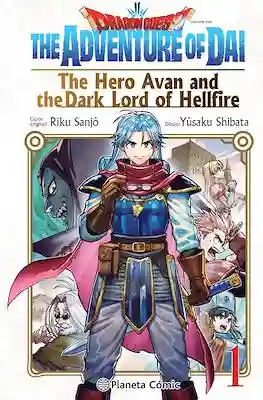 DRAGON QUEST
THE ADVENTURE OF DAI
The Hero Avan and
the Dark Lord of Hellfire
Guion original: Riku Sanjô
Dibujo: Yûsaku Shibata
1
Planeta Cómic